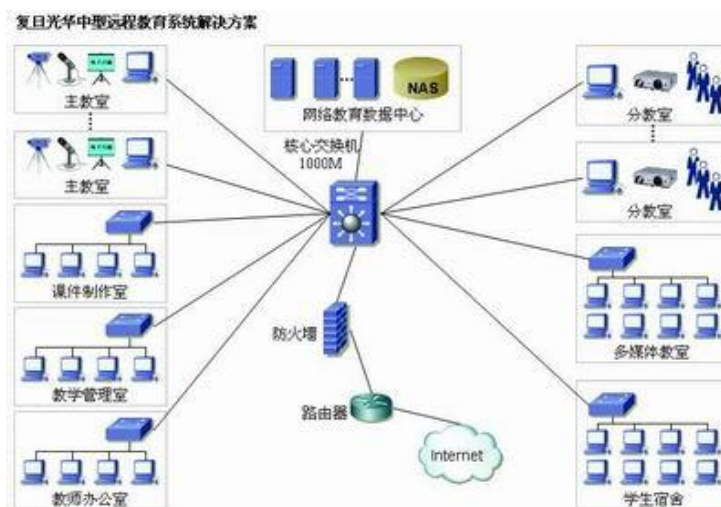 复旦光华中型远程教育系统解决方案
主教室
主教室
课件制作室
教学管理室
教师办公室
NAS
网络教育数据中心
核心交换机
1000M
防火墙
路由器
Internet
分教室
分教室
多媒体教室
学生宿舍